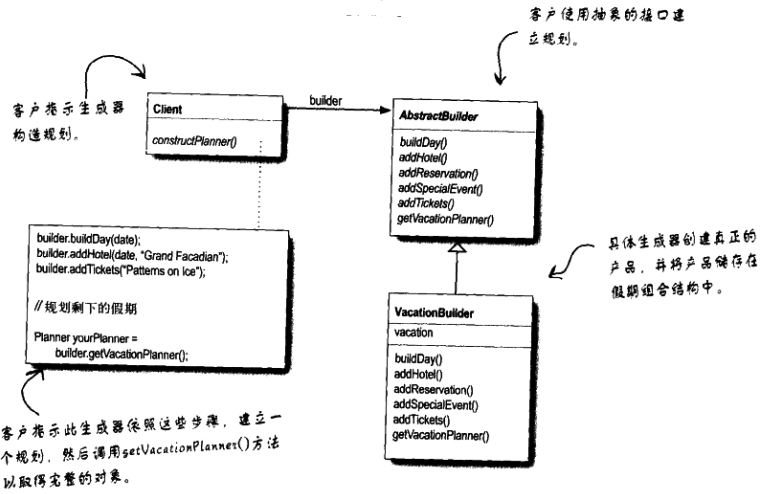 客户使用抽象的接口建
立规划。
客户指示生成器
构造规划。
Client
constructPlanner()
builder
AbstractBuilder
buildDay()
addHotel()
addReservation()
addSpecialEvent()
addTickets()
getVacationPlanner()
builder.buildDay(date);
builder.addHotel(date, "Grand Facadian");
builder.addTickets("Patterns on Ice");
//规划剩下的假期
Planner yourPlanner =
builder.getVacationPlanner();
具体生成器创建真正的
产品，并将产品储存在
假期组合结构中。
VacationBuilder
vacation
buildDay()
addHotel()
addReservation()
addSpecialEvent()
addTickets()
getVacationPlanner()
客户指示此生成器依照这些步骤，建立一
个规划，然后调用getVacationPlanner()方法
以取得完整的对象。